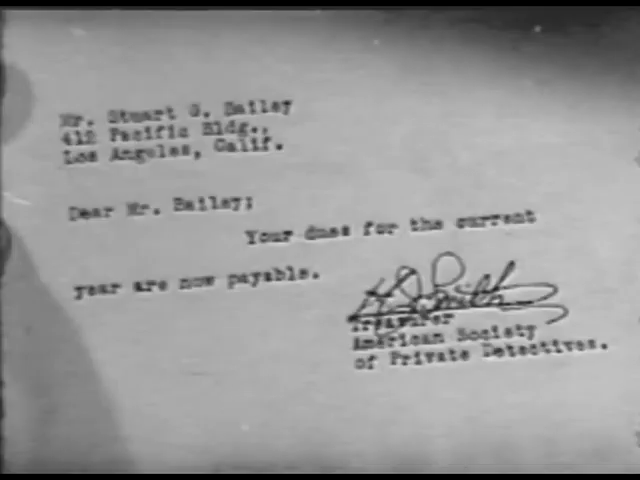 Mr. Stuart G. Bailey
412 Pacific Bldg.,
Los Angeles, Calif.
Dear Mr. Bailey;
Your dues for the current
year are now payable.
H J Smith
Treasurer
American Society
of Private Detectives.